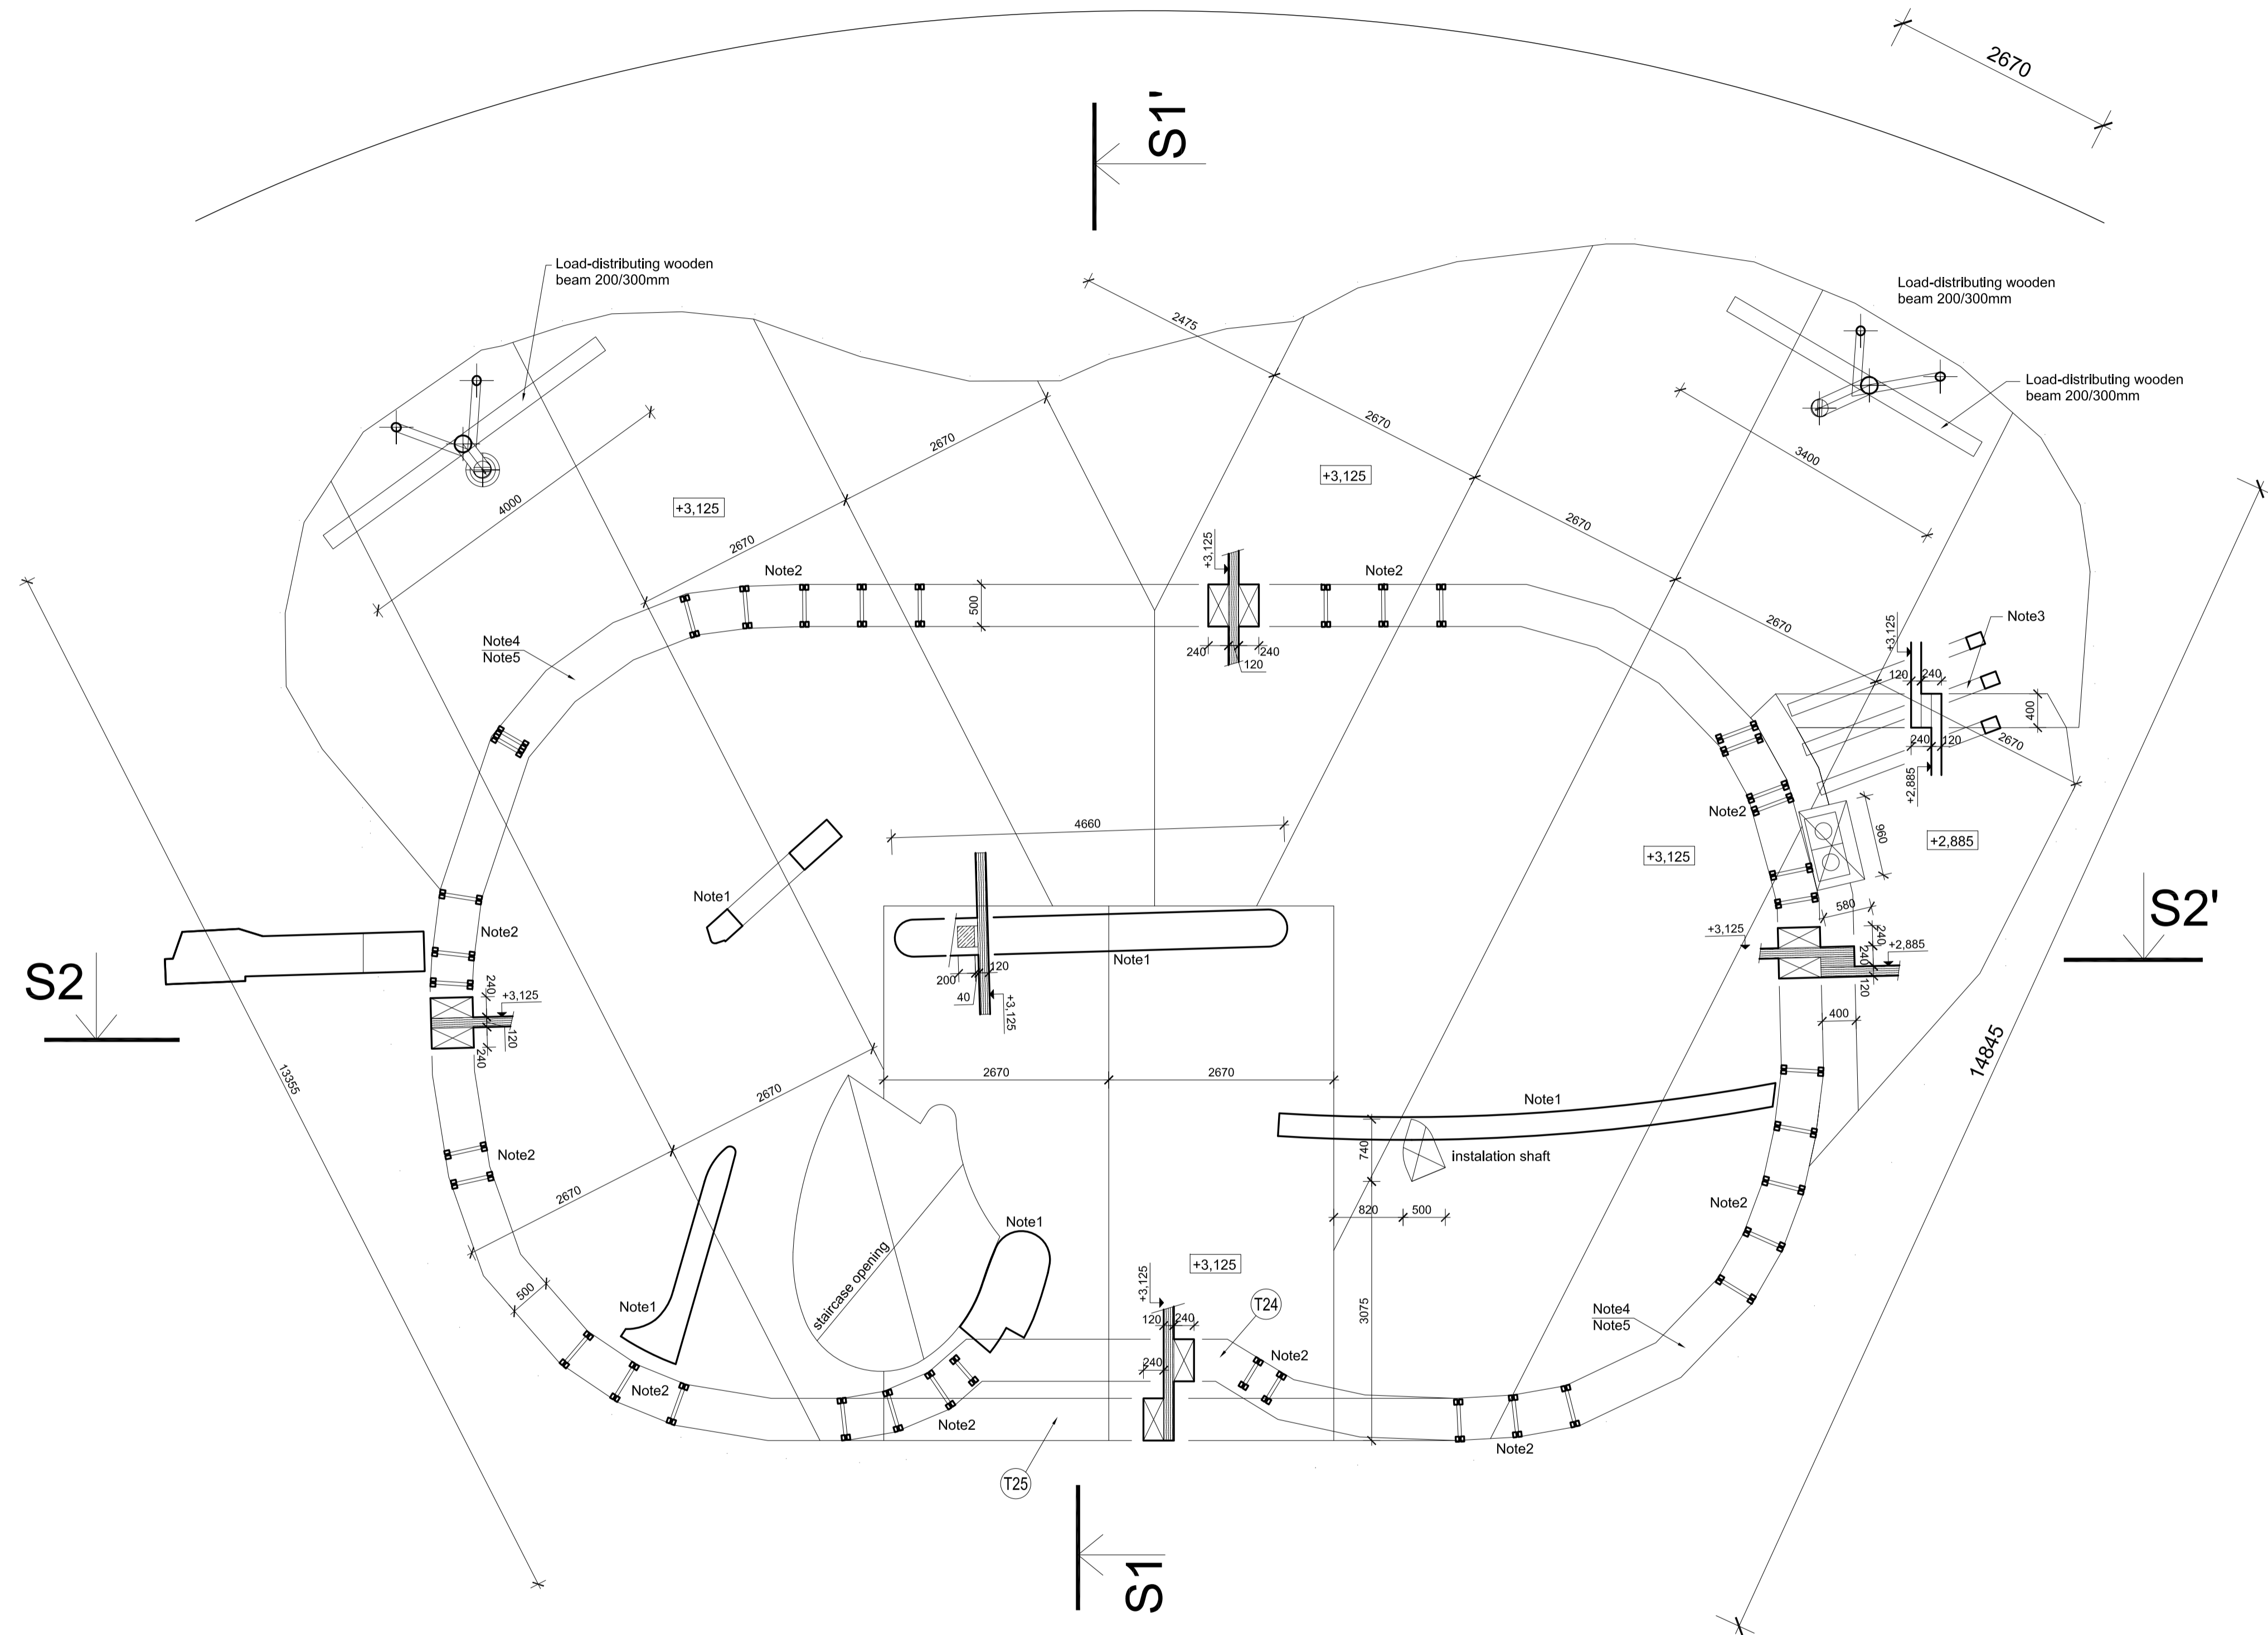 2670
S1'
Load-distributing wooden
beam 200/300mm
Load-distributing wooden
beam 200/300mm
2475
Load-distributing wooden
beam 200/300mm
2670
2670
3400
4000
+3,125
+3,125
2670
2670
+3,125
Note2
Note2
500
240
240
120
Note4
Note5
2670
Note3
+3,125
120
240
400
240
120
2670
+2,885
Note2
4660
960
+3,125
+2,885
Note1
580
S2'
Note2
Note1
+3,125
240
+2,885
240
120
S2
240
+3,125
120
240
200
120
40
+3,125
400
14845
13355
2670
2670
2670
Note1
740
instalation shaft
Note2
2670
820
500
Note2
Note1
staircase opening
+3,125
+3,125
500
Note1
T24
120
240
3075
Note4
Note5
240
Note2
Note2
Note2
Note2
T25
S1